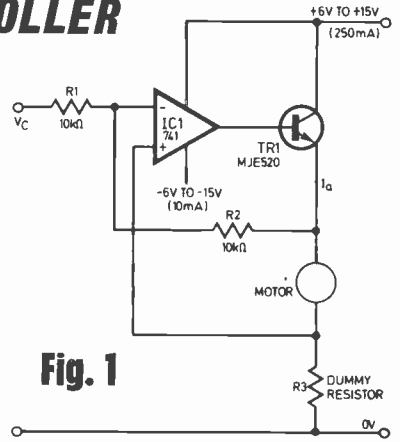 OLLER
+6V TO +15V
(250mA)
R1
10kΩ
VC
IC1
741
-
+
TR1
MJE520
-6V TO -15V
(10mA)
Ia
R2
10kΩ
MOTOR
Fig. 1
R3
DUMMY
RESISTOR
0V